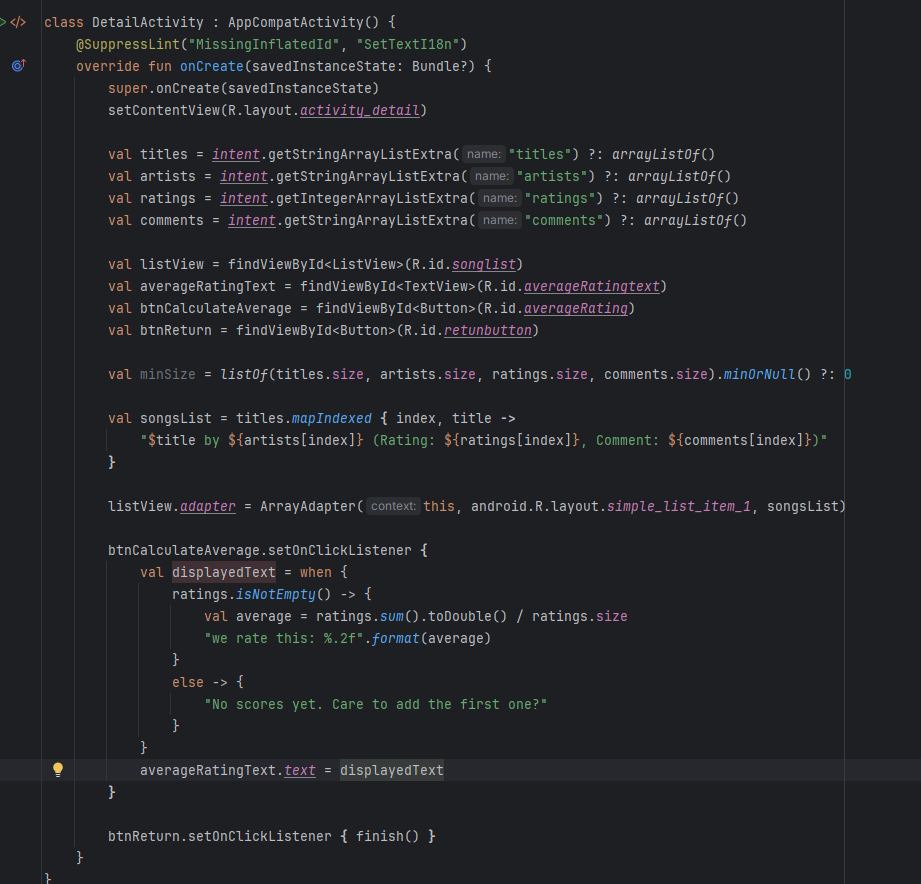 class DetailActivity : AppCompatActivity() {
    @SuppressLint("MissingInflatedId", "SetTextI18n")
    override fun onCreate(savedInstanceState: Bundle?) {
        super.onCreate(savedInstanceState)
        setContentView(R.layout.activity_detail)
        val titles = intent.getStringArrayListExtra( name: "titles") ?: arrayListOf()
        val artists = intent.getStringArrayListExtra( name: "artists") ?: arrayListOf()
        val ratings = intent.getIntegerArrayListExtra( name: "ratings") ?: arrayListOf()
        val comments = intent.getStringArrayListExtra( name: "comments") ?: arrayListOf()
        val listView = findViewById<ListView>(R.id.songlist)
        val averageRatingText = findViewById<TextView>(R.id.averageRatingtext)
        val btnCalculateAverage = findViewById<Button>(R.id.averageRating)
        val btnReturn = findViewById<Button>(R.id.retunbutton)
        val minSize = listOf(titles.size, artists.size, ratings.size, comments.size).minOrNull() ?: 0
        val songsList = titles.mapIndexed { index, title ->
            "$title by ${artists[index]} (Rating: ${ratings[index]}, Comment: ${comments[index]})"
        }
        listView.adapter = ArrayAdapter( context: this, android.R.layout.simple_list_item_1, songsList)
        btnCalculateAverage.setOnClickListener {
            val displayedText = when {
                ratings.isNotEmpty() -> {
                    val average = ratings.sum().toDouble() / ratings.size
                    "we rate this: %.2f".format(average)
                }
                else -> {
                    "No scores yet. Care to add the first one?"
                }
            }
            averageRatingText.text = displayedText
        }
        btnReturn.setOnClickListener { finish() }
    }
}